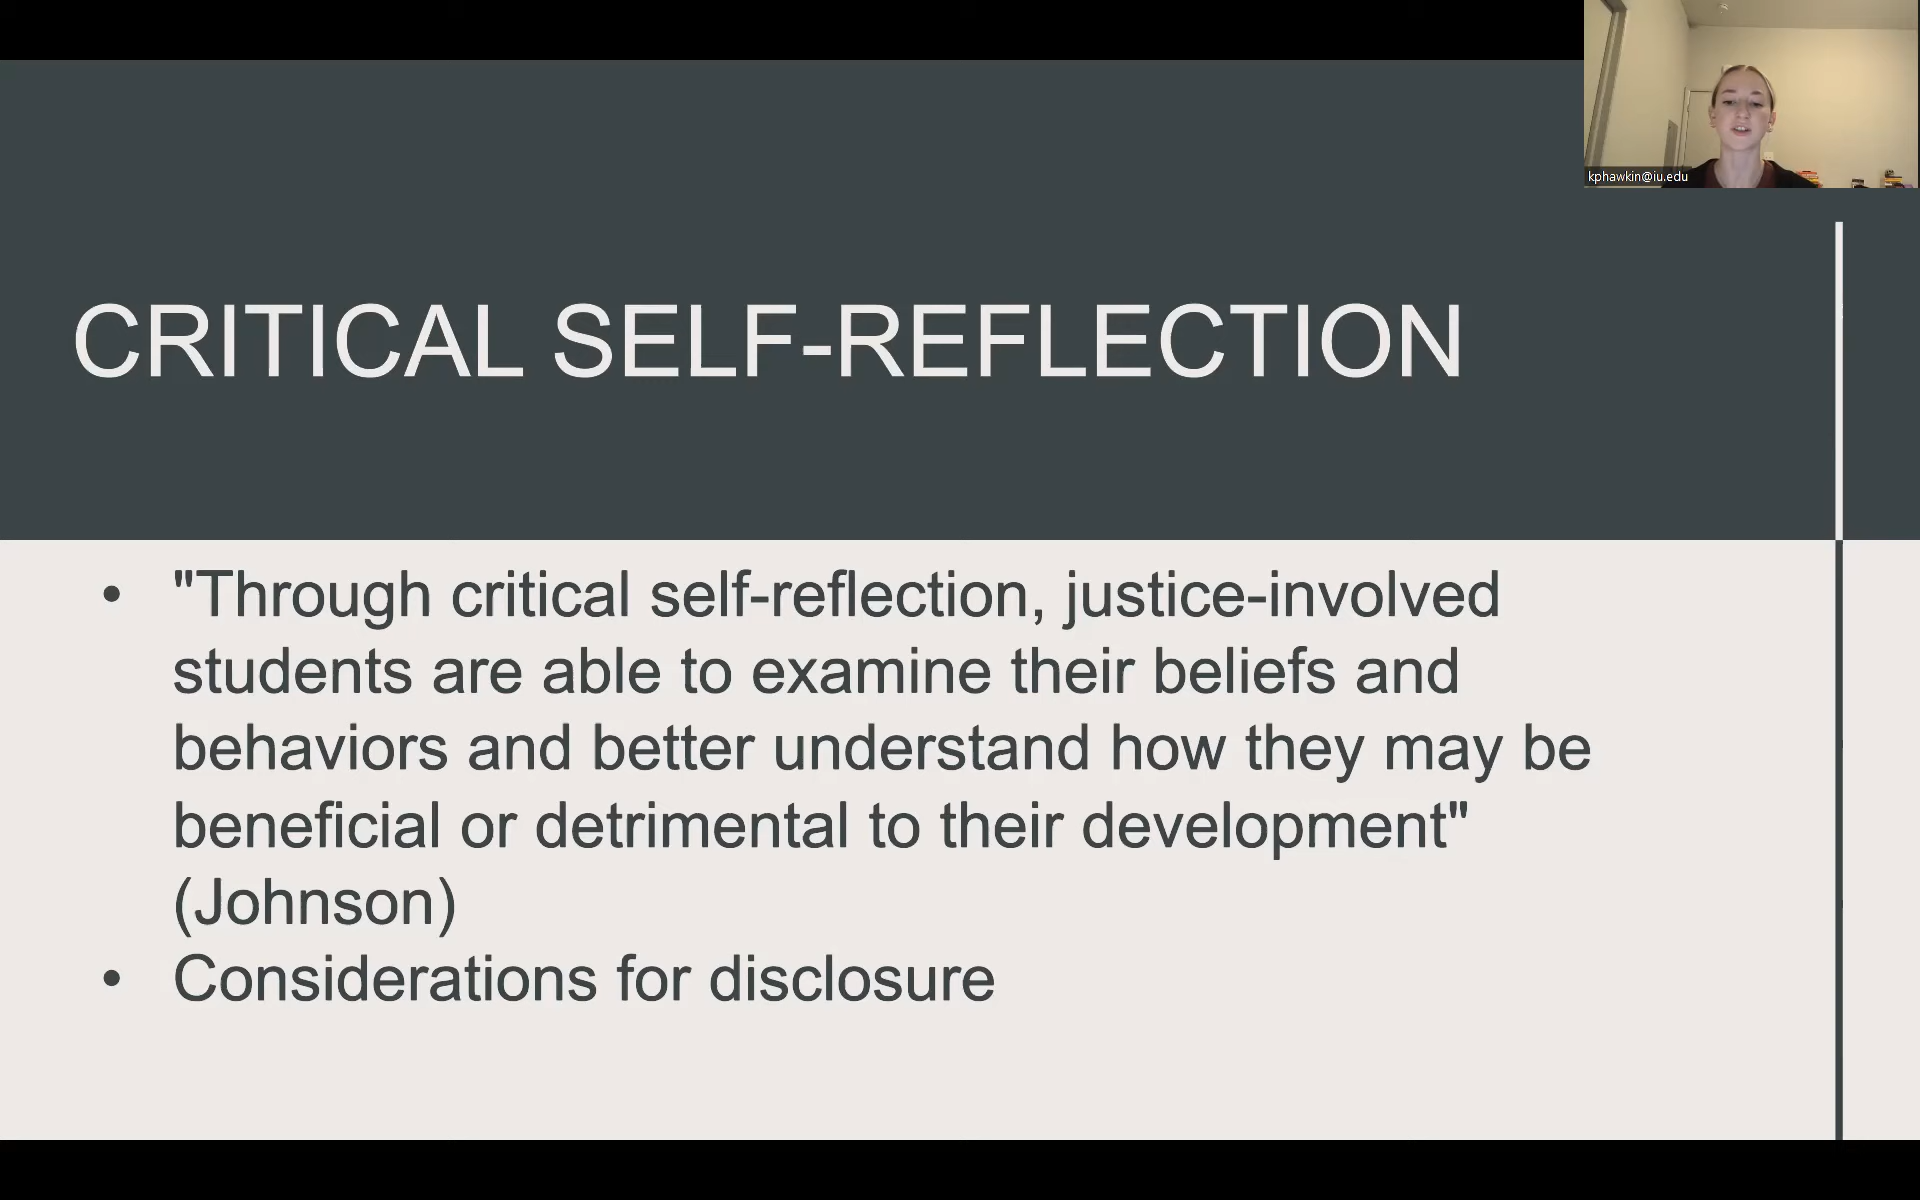 kphawkin@iu.edu
CRITICAL SELF-REFLECTION
• "Through critical self-reflection, justice-involved
students are able to examine their beliefs and
behaviors and better understand how they may be
beneficial or detrimental to their development"
(Johnson)
• Considerations for disclosure